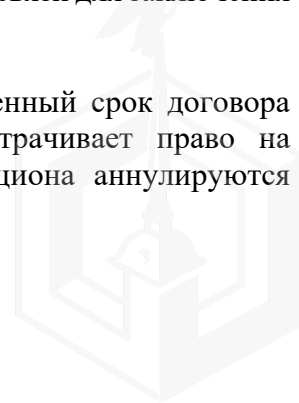 енный срок договора
трачивает право на
циона аннулируются